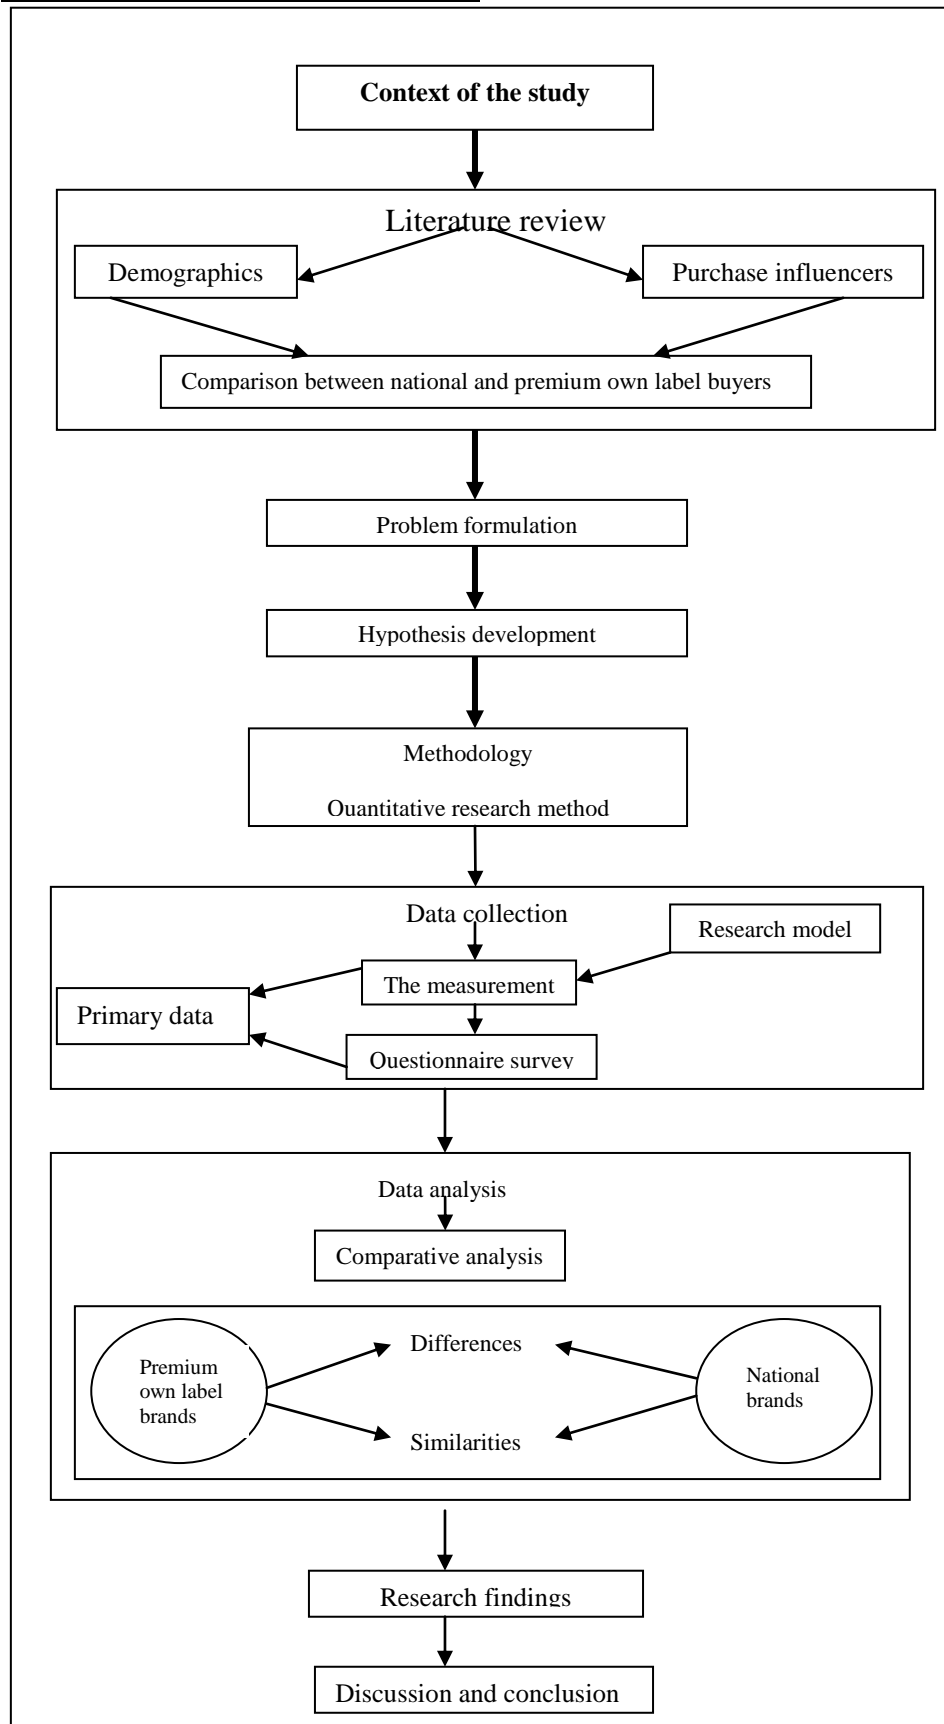 Context of the study
Literature review
Demographics
Purchase influencers
Comparison between national and premium own label buyers
Problem formulation
Hypothesis development
Methodology
Quantitative research method
Data collection
Research model
The measurement
Primary data
Questionnaire survey
Data analysis
Comparative analysis
Differences
Premium
own label
brands
National
brands
Similarities
Research findings
Discussion and conclusion